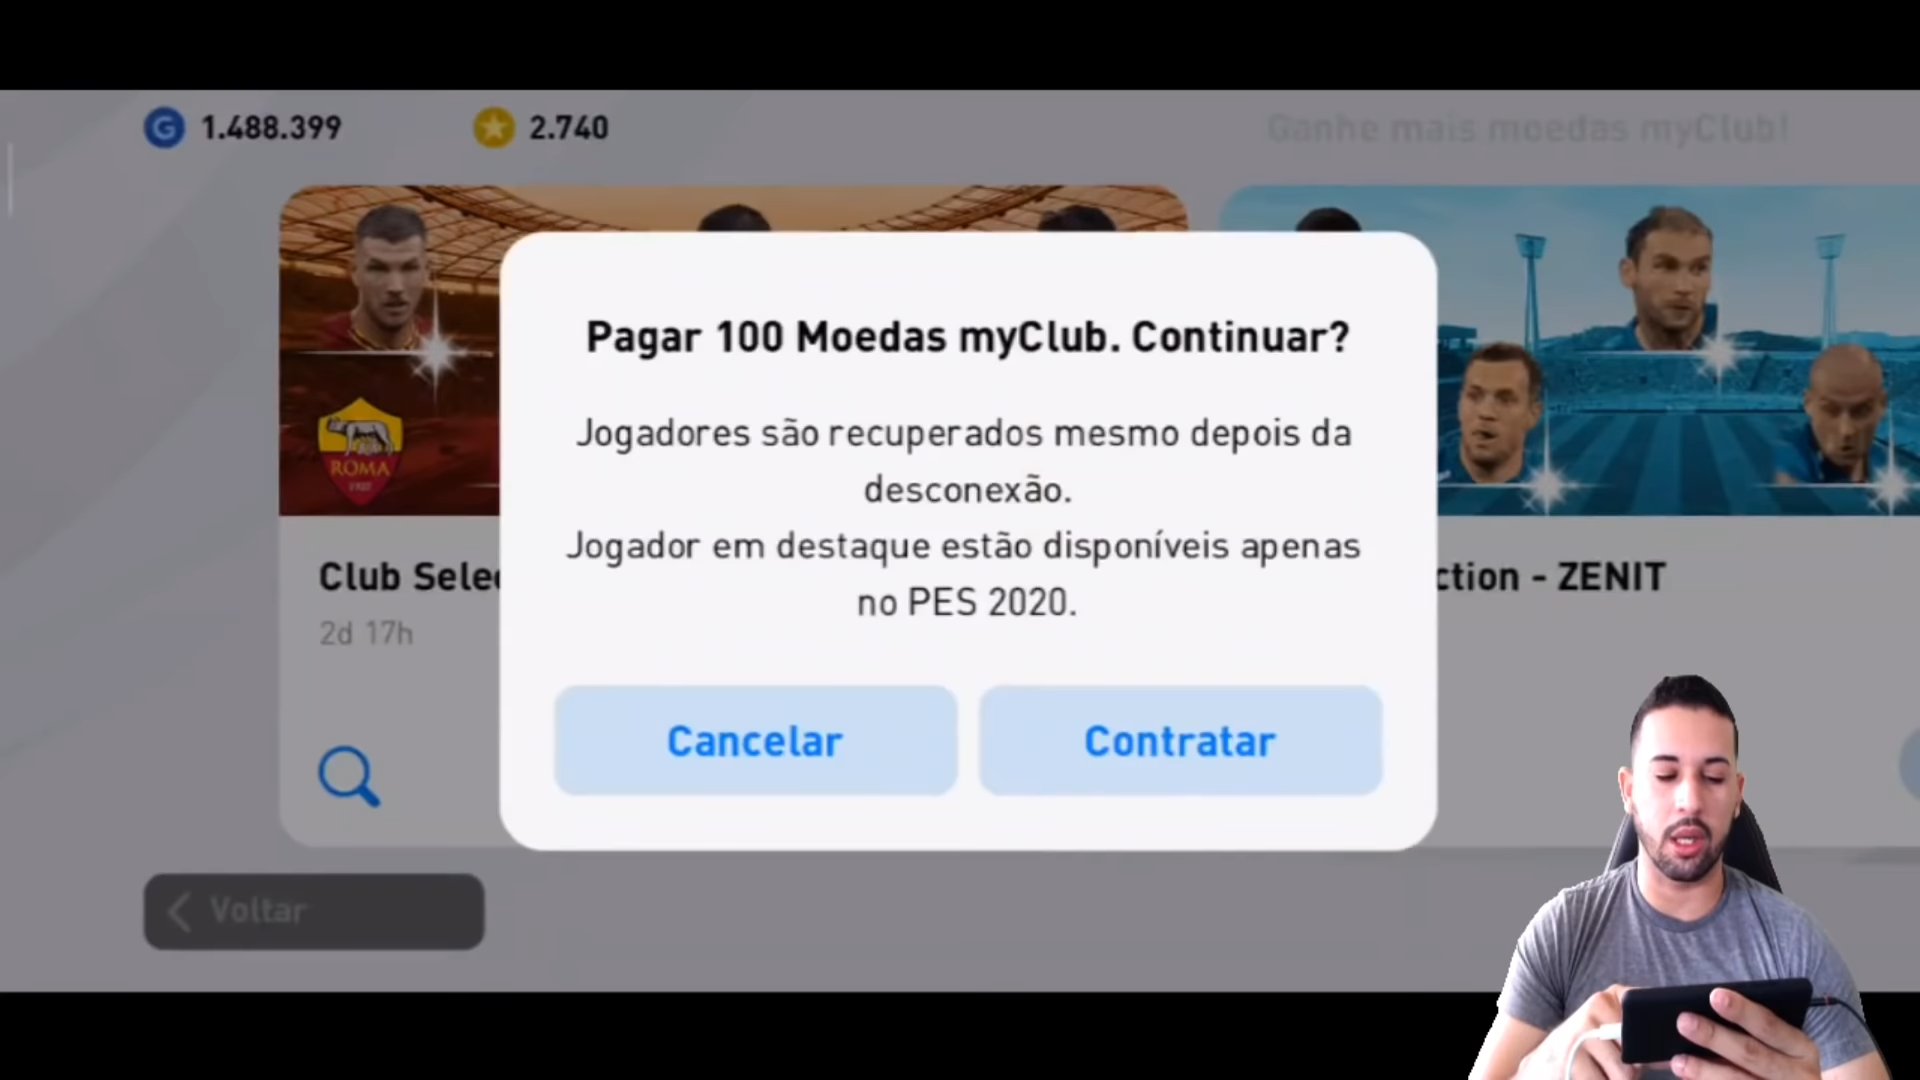 1.488.399
2.740
Ganhe mais moedas myClub!
Pagar 100 Moedas myClub. Continuar?
Jogadores são recuperados mesmo depois da
desconexão.
Jogador em destaque estão disponíveis apenas
no PES 2020.
Cancelar
Contratar
ROMA
Club Selec
2d 17h
ction - ZENIT
Voltar